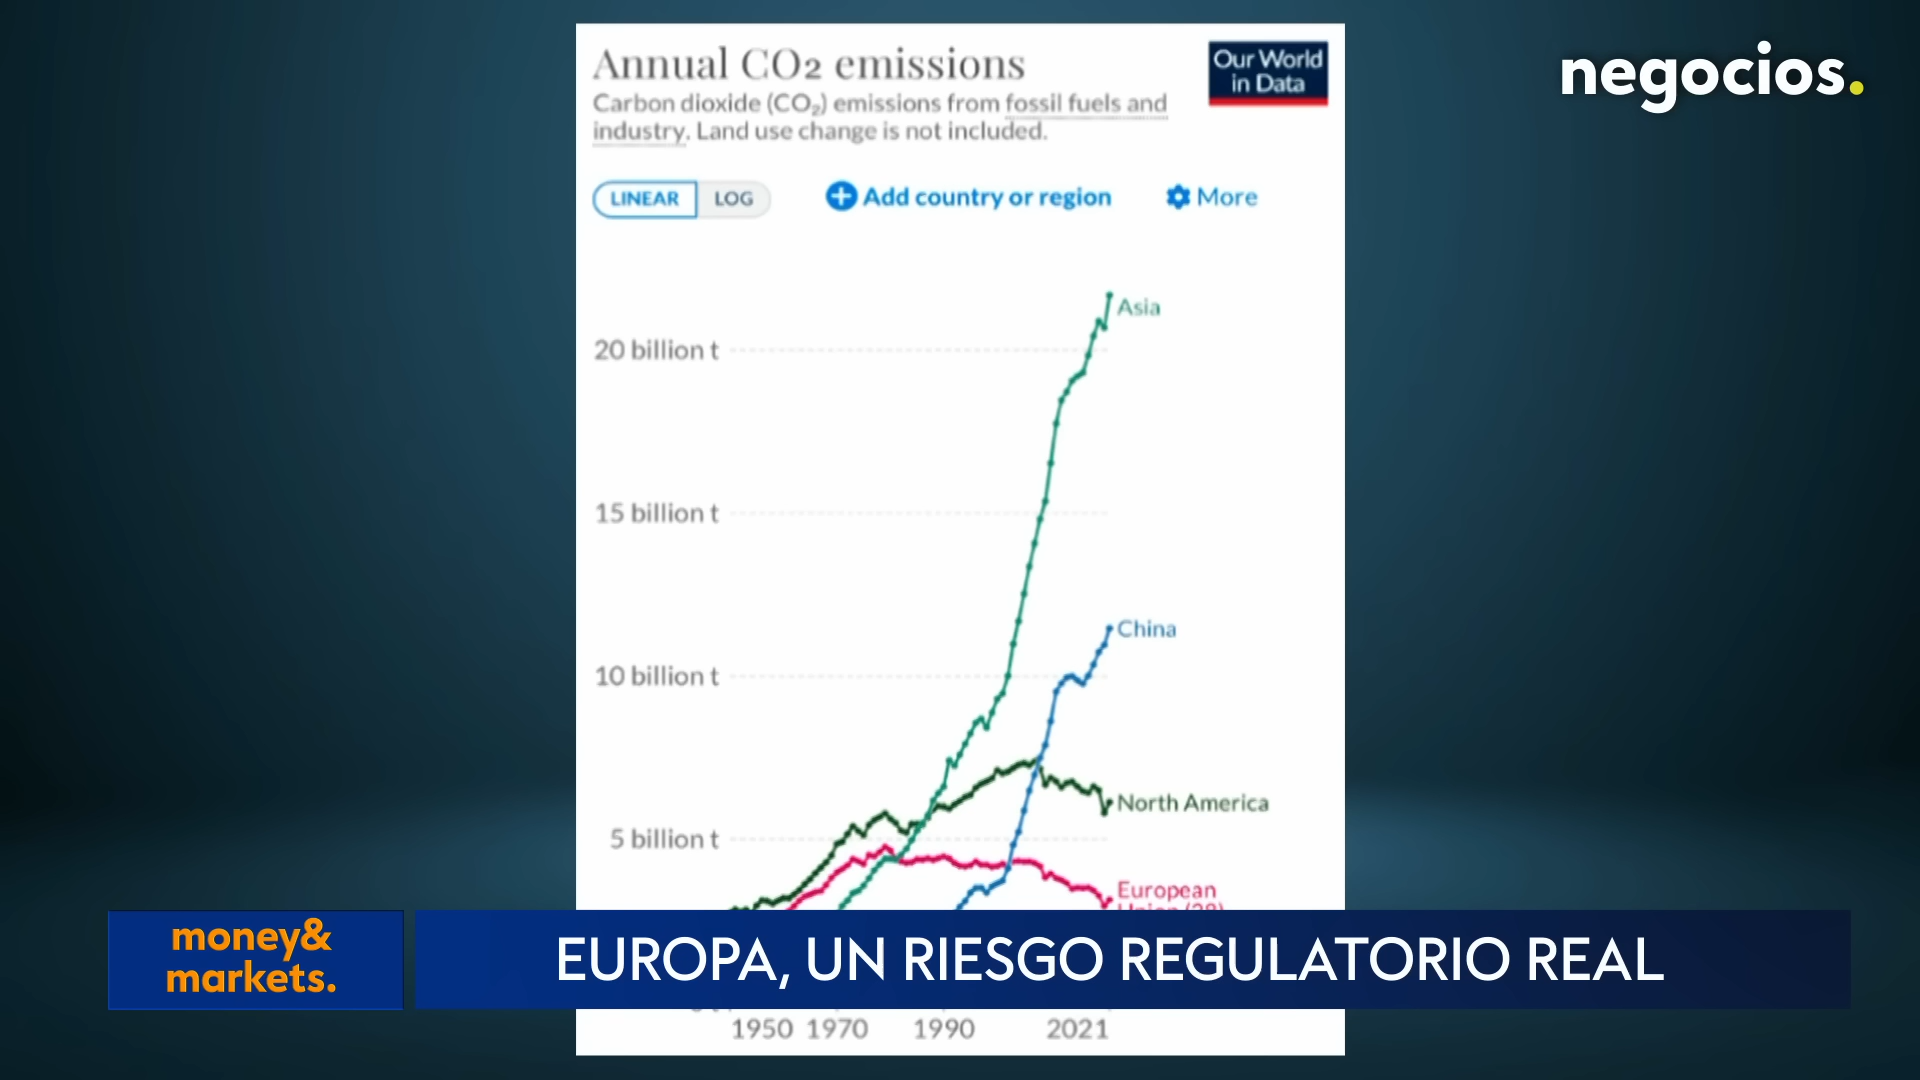 Annual CO2 emissions
Our World
in Data
Carbon dioxide (CO₂) emissions from fossil fuels and
industry. Land use change is not included.
LINEAR
LOG
Add country or region
More
negocios.
Asia
20 billion t
15 billion t
China
10 billion t
North America
5 billion t
European
money&
markets.
EUROPA, UN RIESGO REGULATORIO REAL
1950 1970 1990 2021